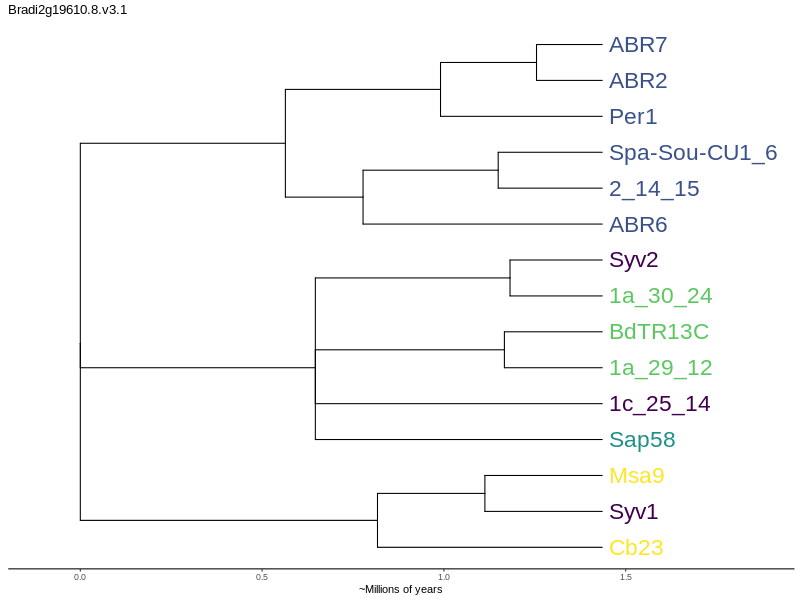 Bradi2g19610.8.v3.1
ABR7
ABR2
Per1
Spa-Sou-CU1_6
2_14_15
ABR6
Syv2
1a_30_24
BdTR13C
1a_29_12
1c_25_14
Sap58
Msa9
Syv1
Cb23
0.0 0.5 1.0 1.5
~Millions of years